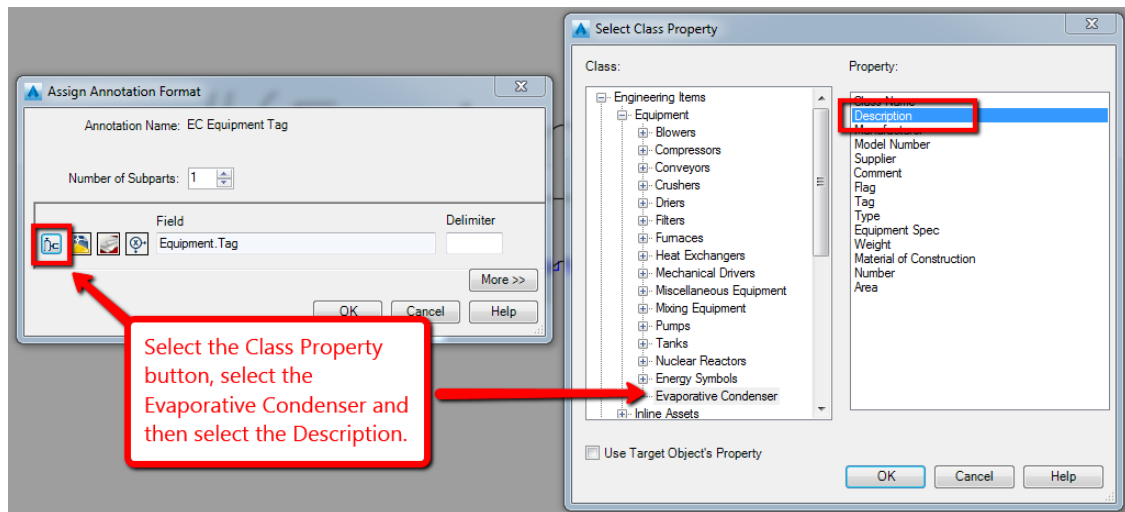 Assign Annotation Format
Annotation Name: EC Equipment Tag
Number of Subparts: 1
Field Delimiter
Equipment.Tag
More >>
OK Cancel Help
Select the Class Property
button, select the
Evaporative Condenser and
then select the Description.
Select Class Property
Class:
Engineering Items
Equipment
Blowers
Compressors
Conveyors
Crushers
Driers
Filters
Furnaces
Heat Exchangers
Mechanical Drivers
Miscellaneous Equipment
Mixing Equipment
Pumps
Tanks
Nuclear Reactors
Energy Symbols
Evaporative Condenser
Inline Assets
Property:
Class Name
Description
Manufacturer
Model Number
Supplier
Comment
Flag
Tag
Type
Equipment Spec
Weight
Material of Construction
Number
Area
Use Target Object's Property
OK Cancel Help